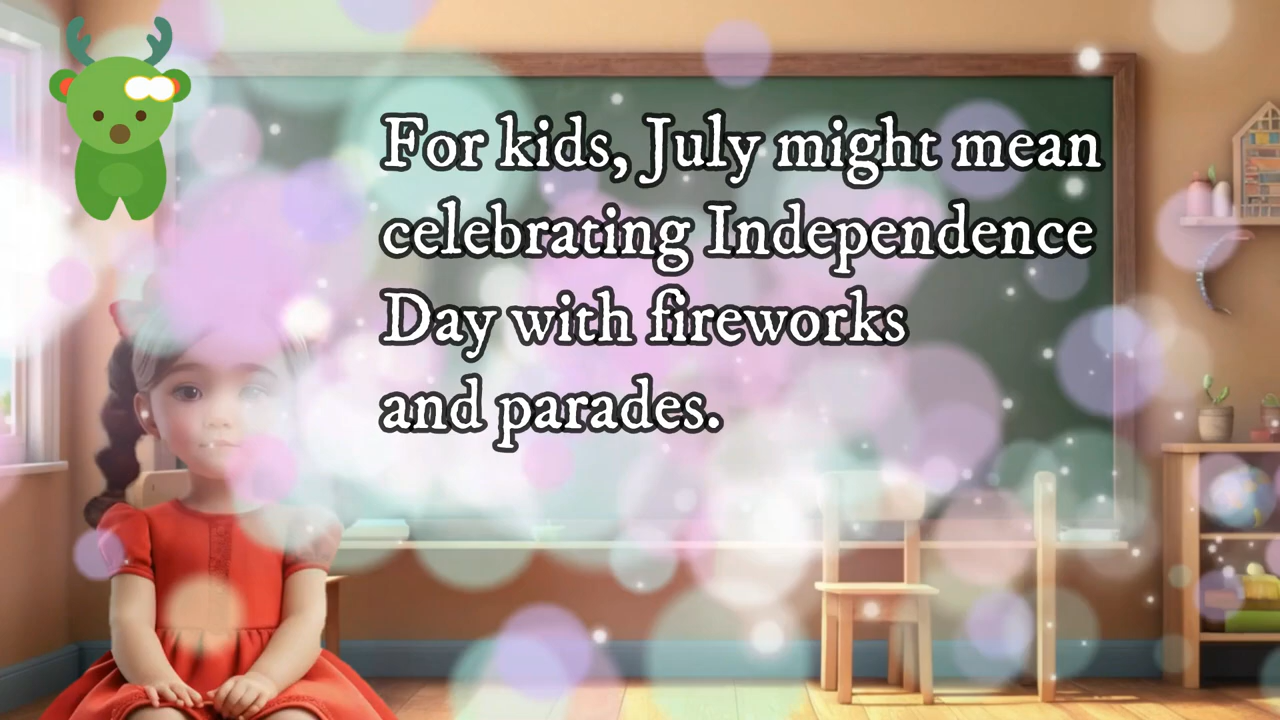 For kids, July might mean
celebrating Independence
Day with fireworks
and parades.